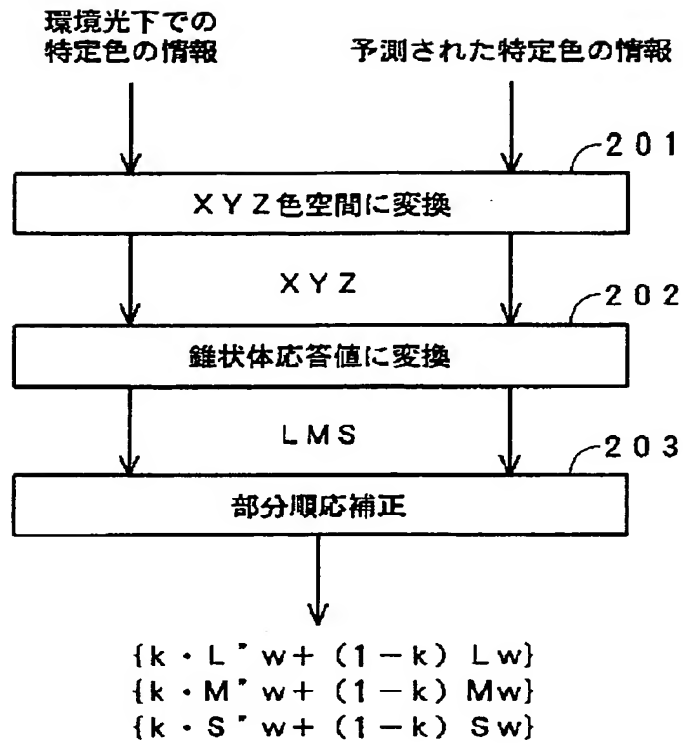 環境光下での
特定色の情報
予測された特定色の情報
201
XYZ色空間に変換
XYZ
202
錐状体応答値に変換
LMS
203
部分順応補正
{k・L"w+(1-k)Lw}
{k・M"w+(1-k)Mw}
{k・S"w+(1-k)Sw}